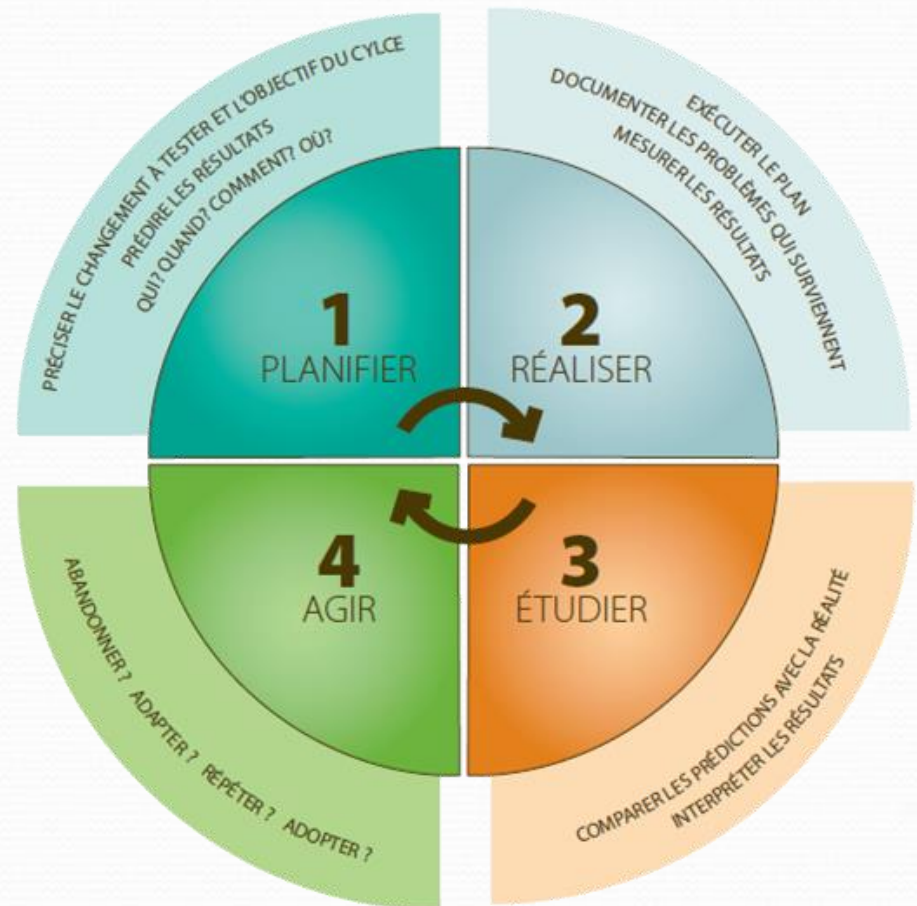 PRÉCISER LE CHANGEMENT À TESTER ET L'OBJECTIF DU CYLCE
PRÉDIRE LES RÉSULTATS
QUI? QUAND? COMMENT? OÙ?
1
PLANIFIER
EXÉCUTER LE PLAN
DOCUMENTER LES PROBLÈMES QUI SURVIENNENT
MESURER LES RÉSULTATS
2
RÉALISER
3
ÉTUDIER
COMPARER LES PRÉDICTIONS AVEC LA RÉALITÉ
INTERPRÉTER LES RÉSULTATS
4
AGIR
ABANDONNER ? ADAPTER ? RÉPÉTER ? ADOPTER ?